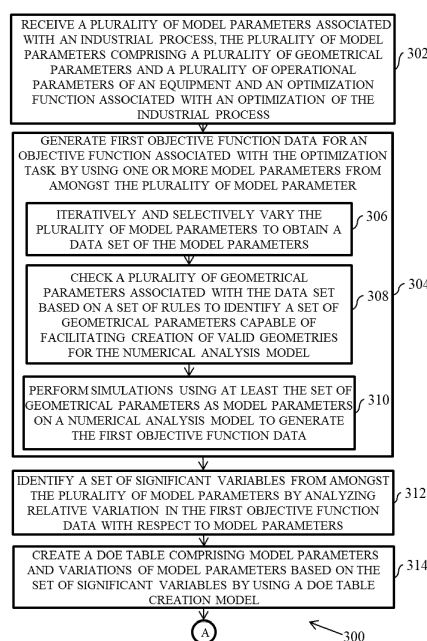 RECEIVE A PLURALITY OF MODEL PARAMETERS ASSOCIATED
WITH AN INDUSTRIAL PROCESS, THE PLURALITY OF MODEL
PARAMETERS COMPRISING A PLURALITY OF GEOMETRICAL
PARAMETERS AND A PLURALITY OF OPERATIONAL
PARAMETERS OF AN EQUIPMENT AND AN OPTIMIZATION
FUNCTION ASSOCIATED WITH AN OPTIMIZATION OF THE
INDUSTRIAL PROCESS
302
GENERATE FIRST OBJECTIVE FUNCTION DATA FOR AN
OBJECTIVE FUNCTION ASSOCIATED WITH THE OPTIMIZATION
TASK BY USING ONE OR MORE MODEL PARAMETERS FROM
AMONGST THE PLURALITY OF MODEL PARAMETER
304
ITERATIVELY AND SELECTIVELY VARY THE
PLURALITY OF MODEL PARAMETERS TO OBTAIN A
DATA SET OF THE MODEL PARAMETERS
306
CHECK A PLURALITY OF GEOMETRICAL
PARAMETERS ASSOCIATED WITH THE DATA SET
BASED ON A SET OF RULES TO IDENTIFY A SET OF
GEOMETRICAL PARAMETERS CAPABLE OF
FACILITATING CREATION OF VALID GEOMETRIES
FOR THE NUMERICAL ANALYSIS MODEL
308
PERFORM SIMULATIONS USING AT LEAST THE SET OF
GEOMETRICAL PARAMETERS AS MODEL PARAMETERS
ON A NUMERICAL ANALYSIS MODEL TO GENERATE
THE FIRST OBJECTIVE FUNCTION DATA
310
IDENTIFY A SET OF SIGNIFICANT VARIABLES FROM AMONGST
THE PLURALITY OF MODEL PARAMETERS BY ANALYZING
RELATIVE VARIATION IN THE FIRST OBJECTIVE FUNCTION
DATA WITH RESPECT TO MODEL PARAMETERS
312
CREATE A DOE TABLE COMPRISING MODEL PARAMETERS
AND VARIATIONS OF MODEL PARAMETERS BASED ON THE
SET OF SIGNIFICANT VARIABLES BY USING A DOE TABLE
CREATION MODEL
314
A
300